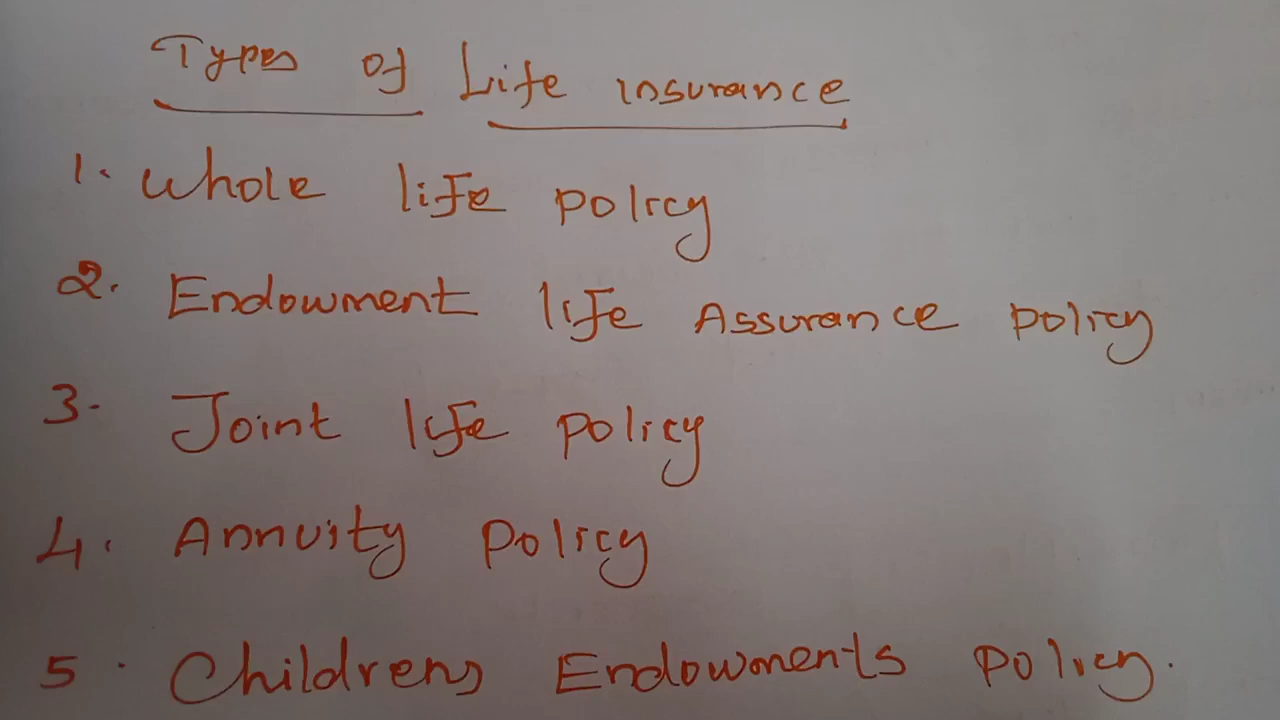 Types of Life insurance
1. Whole life policy
2. Endowment life Assurance policy
3. Joint life policy
4. Annuity policy
5. Childrens Endowments policy.